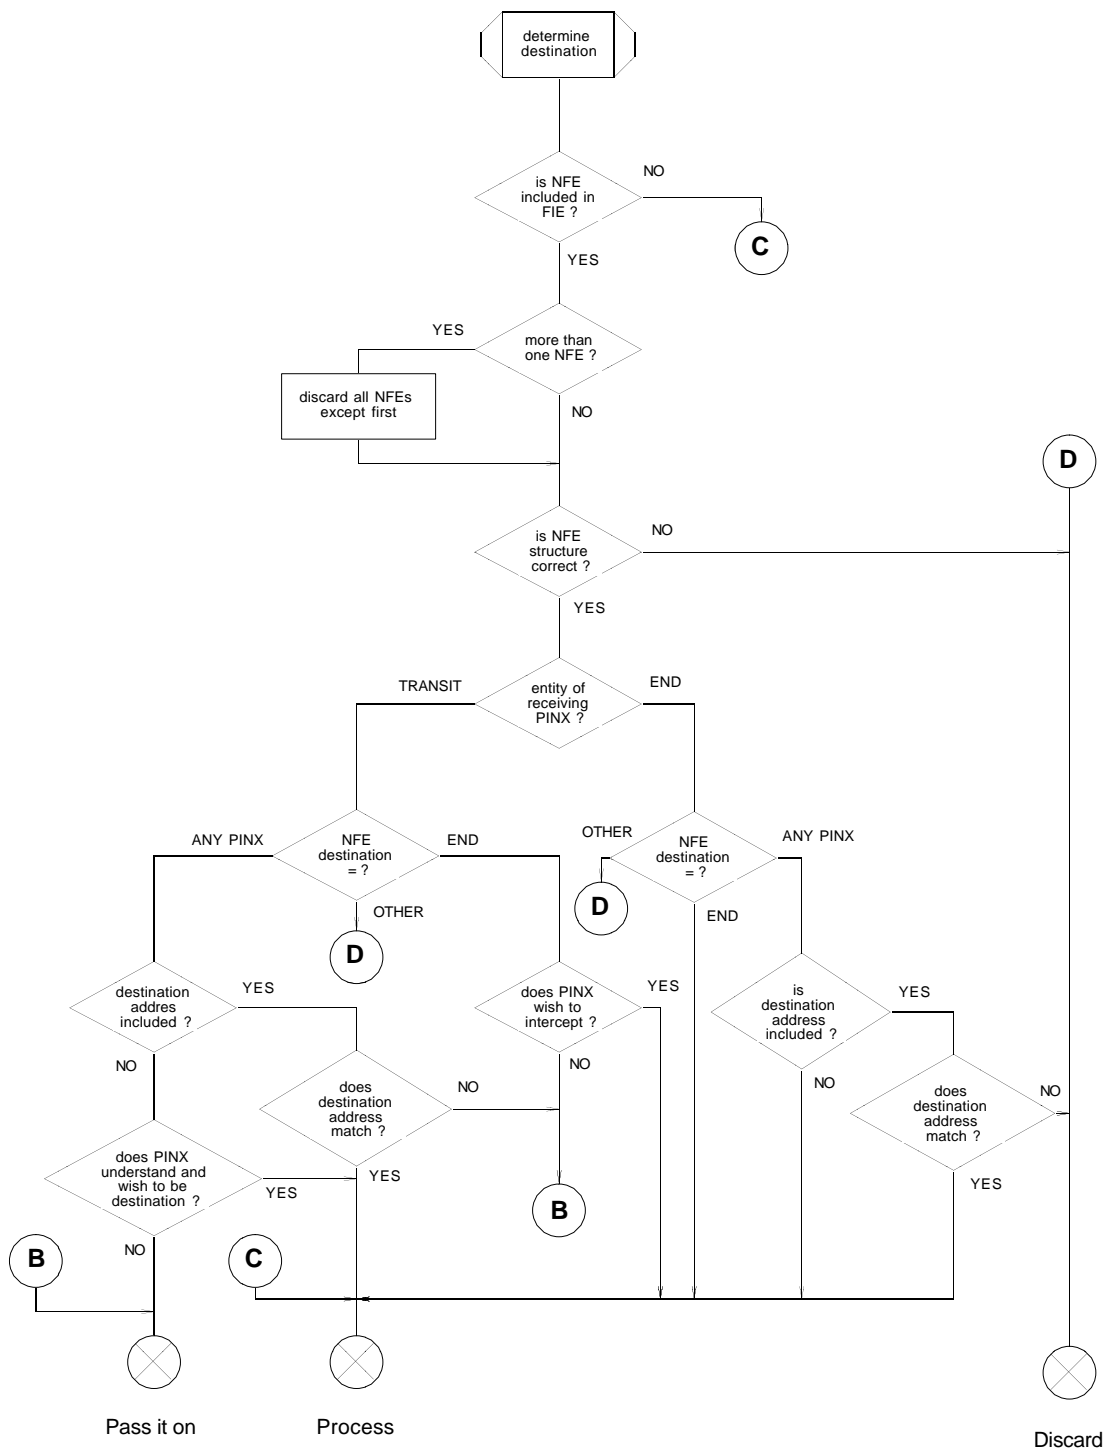 determine
destination
is NFE
included in
FIE ?
NO
C
YES
more than
one NFE ?
YES
discard all NFEs
except first
NO
D
is NFE
structure
correct ?
NO
YES
entity of
receiving
PINX ?
TRANSIT
END
ANY PINX
NFE
destination
= ?
END
OTHER
D
OTHER
NFE
destination
= ?
ANY PINX
D
END
destination
addres
included ?
YES
NO
does PINX
wish to
intercept ?
YES
NO
is
destination
address
included ?
YES
NO
does
destination
address
match ?
NO
YES
does
destination
address
match ?
NO
YES
does PINX
understand and
wish to be
destination ?
YES
NO
B
B
C
Pass it on
Process
Discard